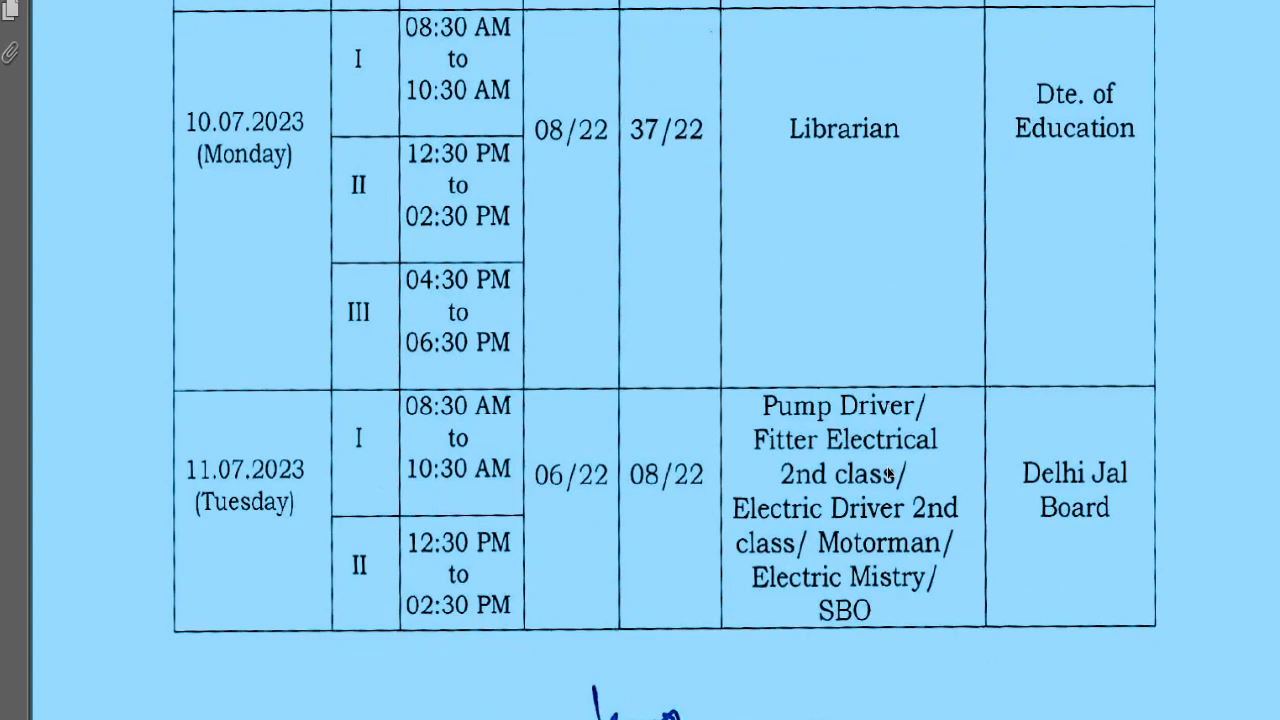 10.07.2023
(Monday)
I
08:30 AM
to
10:30 AM
II
12:30 PM
to
02:30 PM
III
04:30 PM
to
06:30 PM
08/22
37/22
Librarian
Dte. of
Education
11.07.2023
(Tuesday)
I
08:30 AM
to
10:30 AM
II
12:30 PM
to
02:30 PM
06/22
08/22
Pump Driver/
Fitter Electrical
2nd class/
Electric Driver 2nd
class/ Motorman/
Electric Mistry/
SBO
Delhi Jal
Board